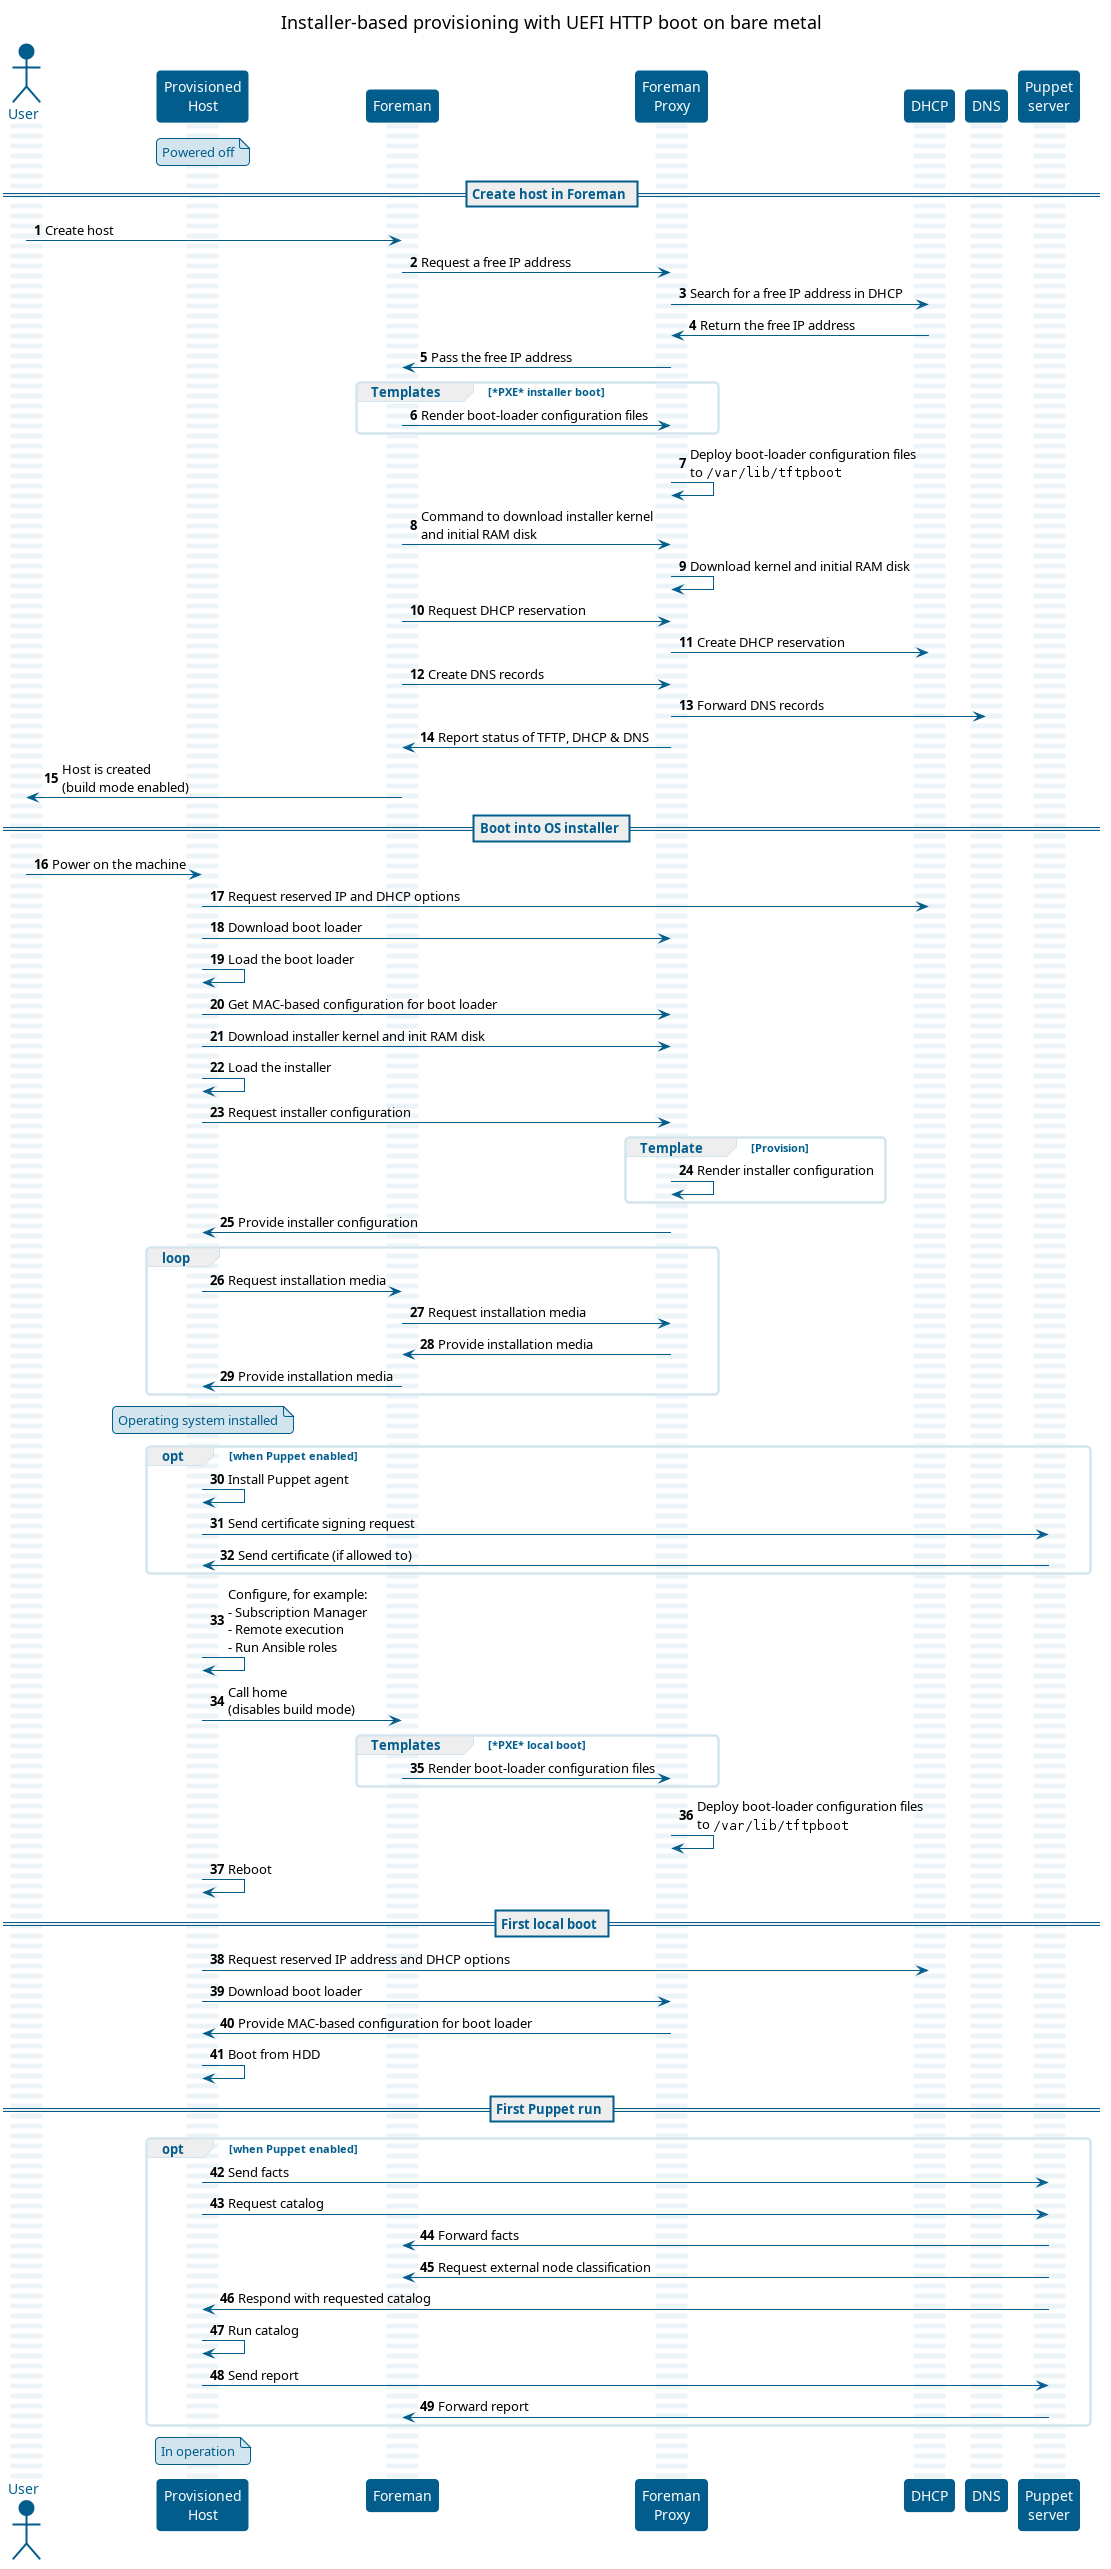 Installer-based provisioning with UEFI HTTP boot on bare metal
User
Provisioned
Host
Foreman
Foreman
Proxy
DHCP
DNS
Puppet
server
Powered off
Create host in Foreman
1 Create host
2 Request a free IP address
3 Search for a free IP address in DHCP
4 Return the free IP address
5 Pass the free IP address
Templates [*PXE* installer boot]
6 Render boot-loader configuration files
7 Deploy boot-loader configuration files
to /var/lib/tftpboot
8 Command to download installer kernel
and initial RAM disk
9 Download kernel and initial RAM disk
10 Request DHCP reservation
11 Create DHCP reservation
12 Create DNS records
13 Forward DNS records
14 Report status of TFTP, DHCP & DNS
15 Host is created
(build mode enabled)
Boot into OS installer
16 Power on the machine
17 Request reserved IP and DHCP options
18 Download boot loader
19 Load the boot loader
20 Get MAC-based configuration for boot loader
21 Download installer kernel and init RAM disk
22 Load the installer
23 Request installer configuration
Template [Provision]
24 Render installer configuration
25 Provide installer configuration
loop
26 Request installation media
27 Request installation media
28 Provide installation media
29 Provide installation media
Operating system installed
opt [when Puppet enabled]
30 Install Puppet agent
31 Send certificate signing request
32 Send certificate (if allowed to)
33 Configure, for example:
- Subscription Manager
- Remote execution
- Run Ansible roles
34 Call home
(disables build mode)
Templates [*PXE* local boot]
35 Render boot-loader configuration files
36 Deploy boot-loader configuration files
to /var/lib/tftpboot
37 Reboot
First local boot
38 Request reserved IP address and DHCP options
39 Download boot loader
40 Provide MAC-based configuration for boot loader
41 Boot from HDD
First Puppet run
opt [when Puppet enabled]
42 Send facts
43 Request catalog
44 Forward facts
45 Request external node classification
46 Respond with requested catalog
47 Run catalog
48 Send report
49 Forward report
In operation
User
Provisioned
Host
Foreman
Foreman
Proxy
DHCP
DNS
Puppet
server